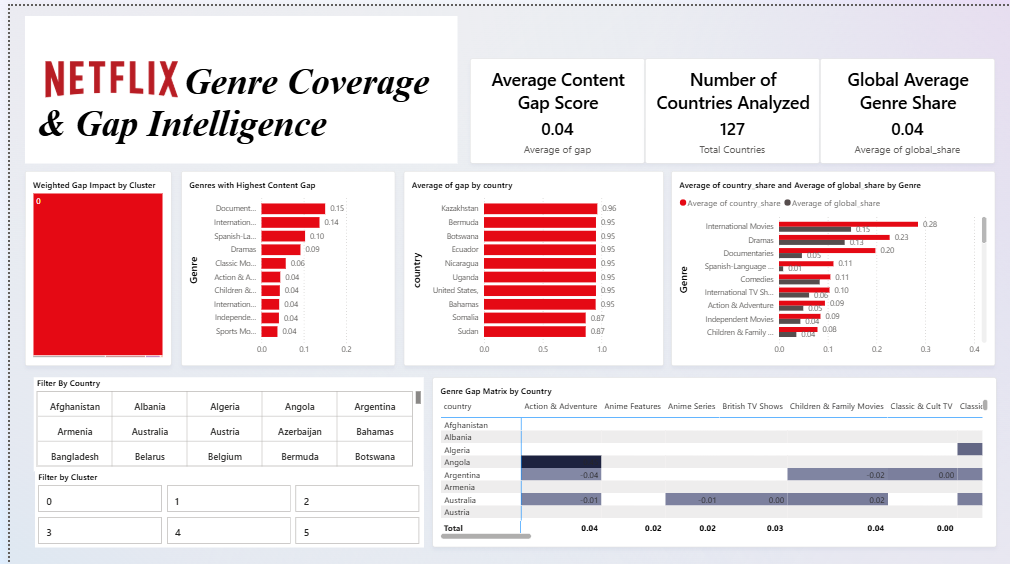 NETFLIX Genre Coverage
& Gap Intelligence
Average Content
Gap Score
0.04
Average of gap
Number of
Countries Analyzed
127
Total Countries
Global Average
Genre Share
0.04
Average of global_share
Weighted Gap Impact by Cluster
0
Genres with Highest Content Gap
Genre
Document... 0.15
Internation... 0.14
Spanish-La... 0.10
Dramas 0.09
Classic Mo... 0.06
Action & A... 0.04
Children &... 0.04
Internation... 0.04
Independe... 0.04
Sports Mo... 0.04
0.0 0.1 0.2
Average of gap by country
country
Kazakhstan 0.96
Bermuda 0.95
Botswana 0.95
Ecuador 0.95
Nicaragua 0.95
Uganda 0.95
United States, 0.95
Bahamas 0.95
Somalia 0.87
Sudan 0.87
0.0 0.5 1.0
Average of country_share and Average of global_share by Genre
Average of country_share Average of global_share
Genre
International Movies 0.28 0.15
Dramas 0.23 0.13
Documentaries 0.20 0.05
Spanish-Language ... 0.11 0.01
Comedies 0.11
International TV Sh... 0.10 0.06
Action & Adventure 0.09 0.05
Independent Movies 0.09 0.04
Children & Family ... 0.08 0.04
0.0 0.1 0.2 0.3 0.4
Filter By Country
Afghanistan Albania Algeria Angola Argentina
Armenia Australia Austria Azerbaijan Bahamas
Bangladesh Belarus Belgium Bermuda Botswana
Filter by Cluster
0 1 2
3 4 5
Genre Gap Matrix by Country
country Action & Adventure Anime Features Anime Series British TV Shows Children & Family Movies Classic & Cult TV Classic
Afghanistan
Albania
Algeria
Angola
Argentina -0.04 -0.02 0.00
Armenia
Australia -0.01 -0.01 0.00 0.02
Austria
Total 0.04 0.02 0.02 0.03 0.04 0.00